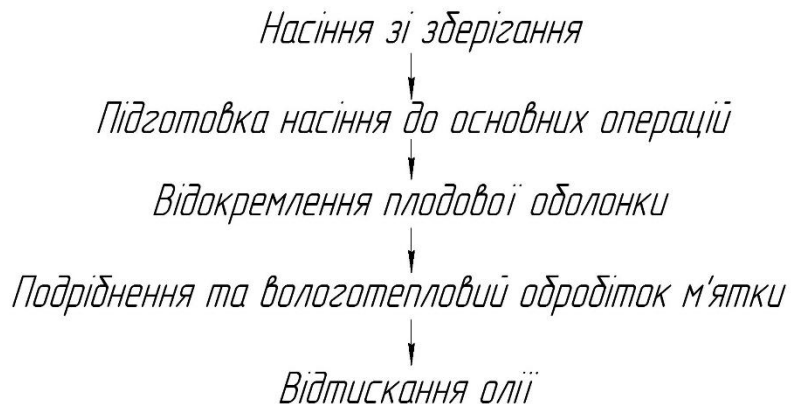 Насіння зі зберігання
Підготовка насіння до основних операцій
Відокремлення плодової оболонки
Подрібнення та вологотепловий обробіток м'ятки
Відтискання олії